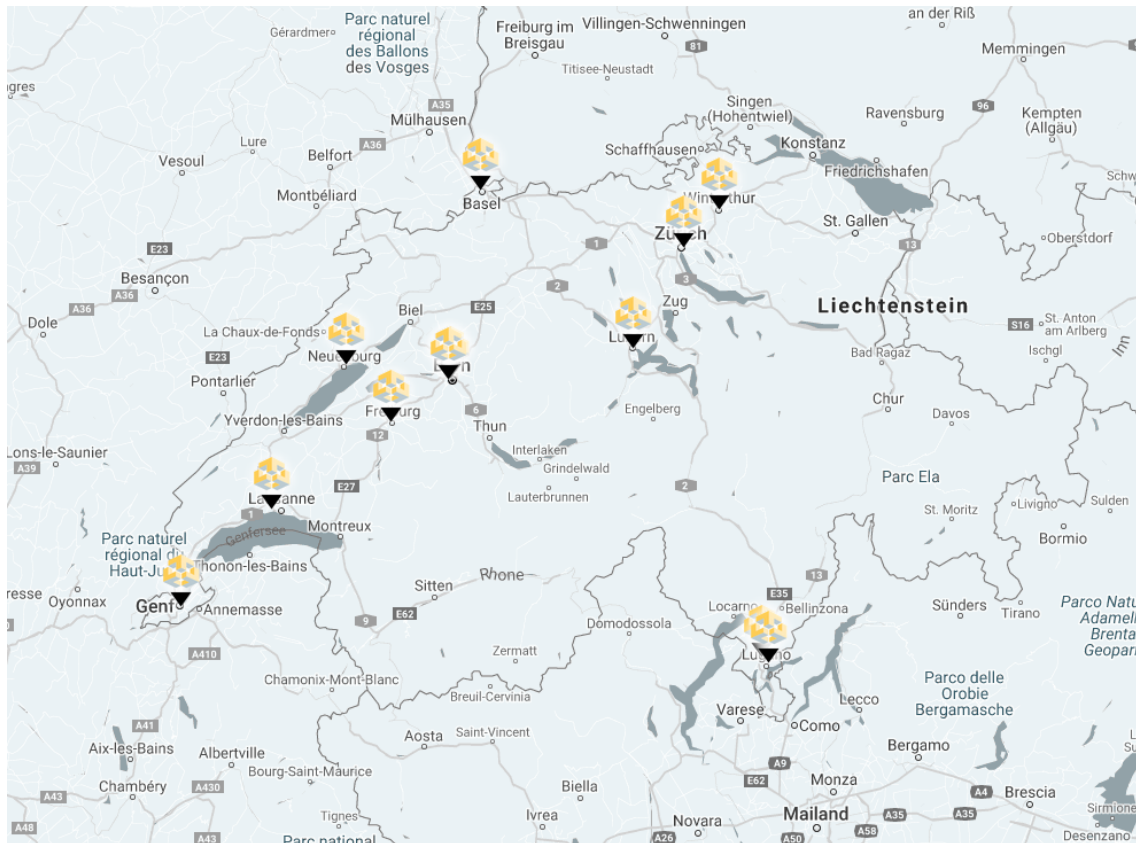 an der Riß
Parc naturel
régional
des Ballons
des Vosges
Gérardmer
Freiburg im
Breisgau
Villingen-Schwenningen
81
Memmingen
Titisee-Neustadt
A35
Mülhausen
Singen
(Hohentwiel)
Ravensburg
96
Kempten
(Allgäu)
Lure
Vesoul
Belfort
A36
Schaffhausen
Konstanz
Friedrichshafen
Montbéliard
Basel
St. Gallen
13
Oberstdorf
E23
1
Besançon
A36
A36
2
3
Zug
Liechtenstein
Dole
La Chaux-de-Fonds
Biel
E25
S16
St. Anton
am Arlberg
Ischgl
Inn
E23
Pontarlier
Bad Ragaz
Chur
Davos
Yverdon-les-Bains
12
6
Thun
Engelberg
Lons-le-Saunier
A39
Interlaken
Grindelwald
Lauterbrunnen
E27
2
Parc Ela
1
Montreux
Genfersee
St. Moritz
Livigno
Sulden
Bormio
Parc naturel
régional du
Thonon-les-Bains
Oyonnax
Genf
Annemasse
Sitten
Rhone
E62
9
13
E35
Locarno
Bellinzona
Domodossola
Sünders
Tirano
A410
Zermatt
Chamonix-Mont-Blanc
Breuil-Cervinia
Varese
Como
Lecco
Parco delle
Orobie
Bergamasche
A41
Aix-les-Bains
Albertville
Aosta
Saint-Vincent
Bergamo
Chambéry
A43
A430
Bourg-Saint-Maurice
Biella
E62
A9
Monza
A4
Brescia
Sirmione
A48
A43
Tignes
Parc national
Ivrea
Novara
A26
Mailand
A50
A58
A35
A35
Desenzano